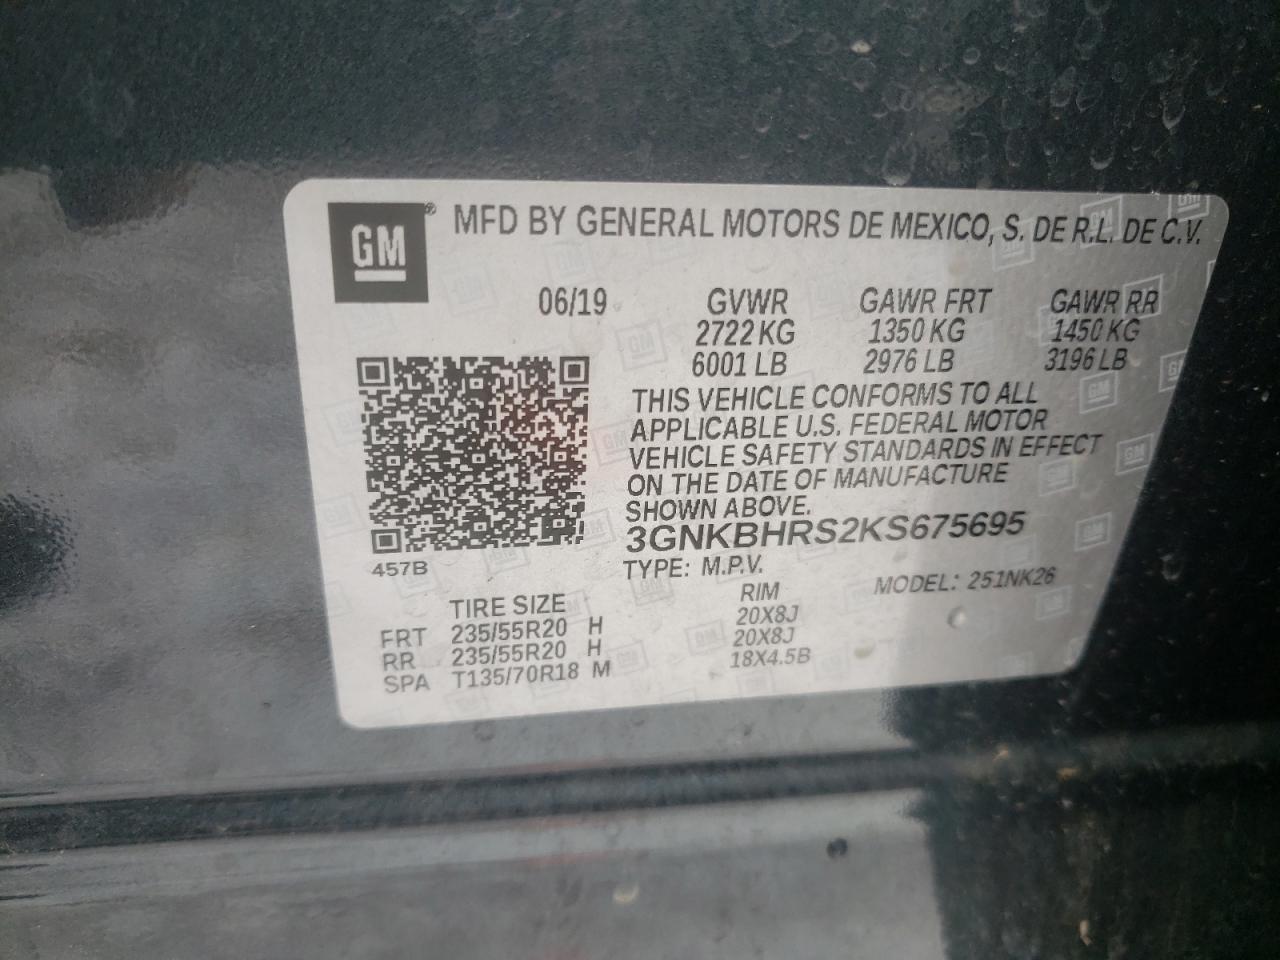 GM® MFD BY GENERAL MOTORS DE MEXICO, S. DE R.L. DE C.V.
06/19 GVWR GAWR FRT GAWR RR
2722 KG 1350 KG 1450 KG
6001 LB 2976 LB 3196 LB
THIS VEHICLE CONFORMS TO ALL
APPLICABLE U.S. FEDERAL MOTOR
VEHICLE SAFETY STANDARDS IN EFFECT
ON THE DATE OF MANUFACTURE
SHOWN ABOVE.
3GNKBHRS2KS675695
457B
TYPE: M.P.V. MODEL: 251NK26
TIRE SIZE RIM
FRT 235/55R20 H 20X8J
RR 235/55R20 H 20X8J
SPA T135/70R18 M 18X4.5B